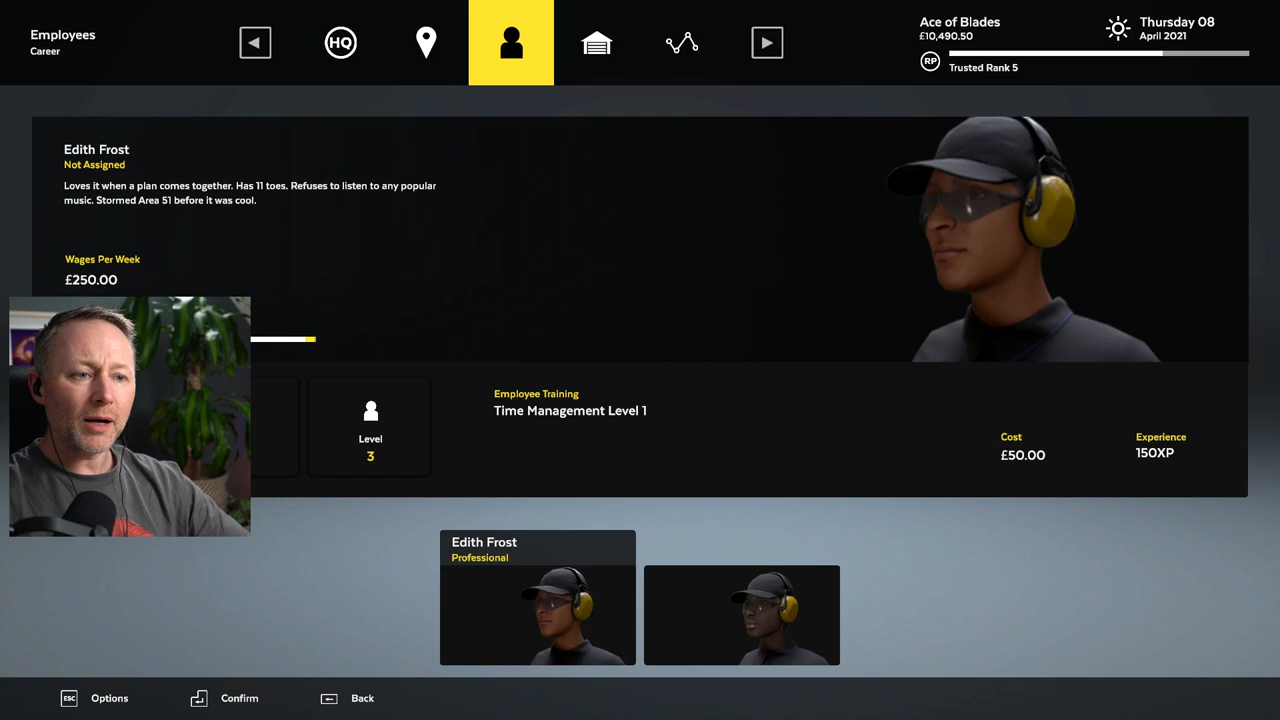 Employees
Career
HQ
Ace of Blades
£10,490.50
Thursday 08
April 2021
RP
Trusted Rank 5
Edith Frost
Not Assigned
Loves it when a plan comes together. Has 11 toes. Refuses to listen to any popular
music. Stormed Area 51 before it was cool.
Wages Per Week
£250.00
Level
3
Employee Training
Time Management Level 1
Cost
£50.00
Experience
150XP
Edith Frost
Professional
ESC Options
Confirm
Back